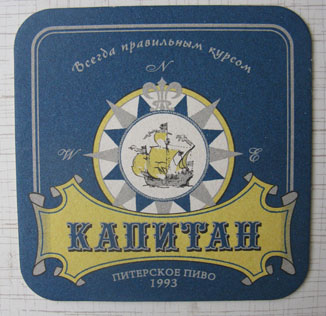 Всегда правильным курсом
N
W E
КАПИТАН
ПИТЕРСКОЕ ПИВО
1993